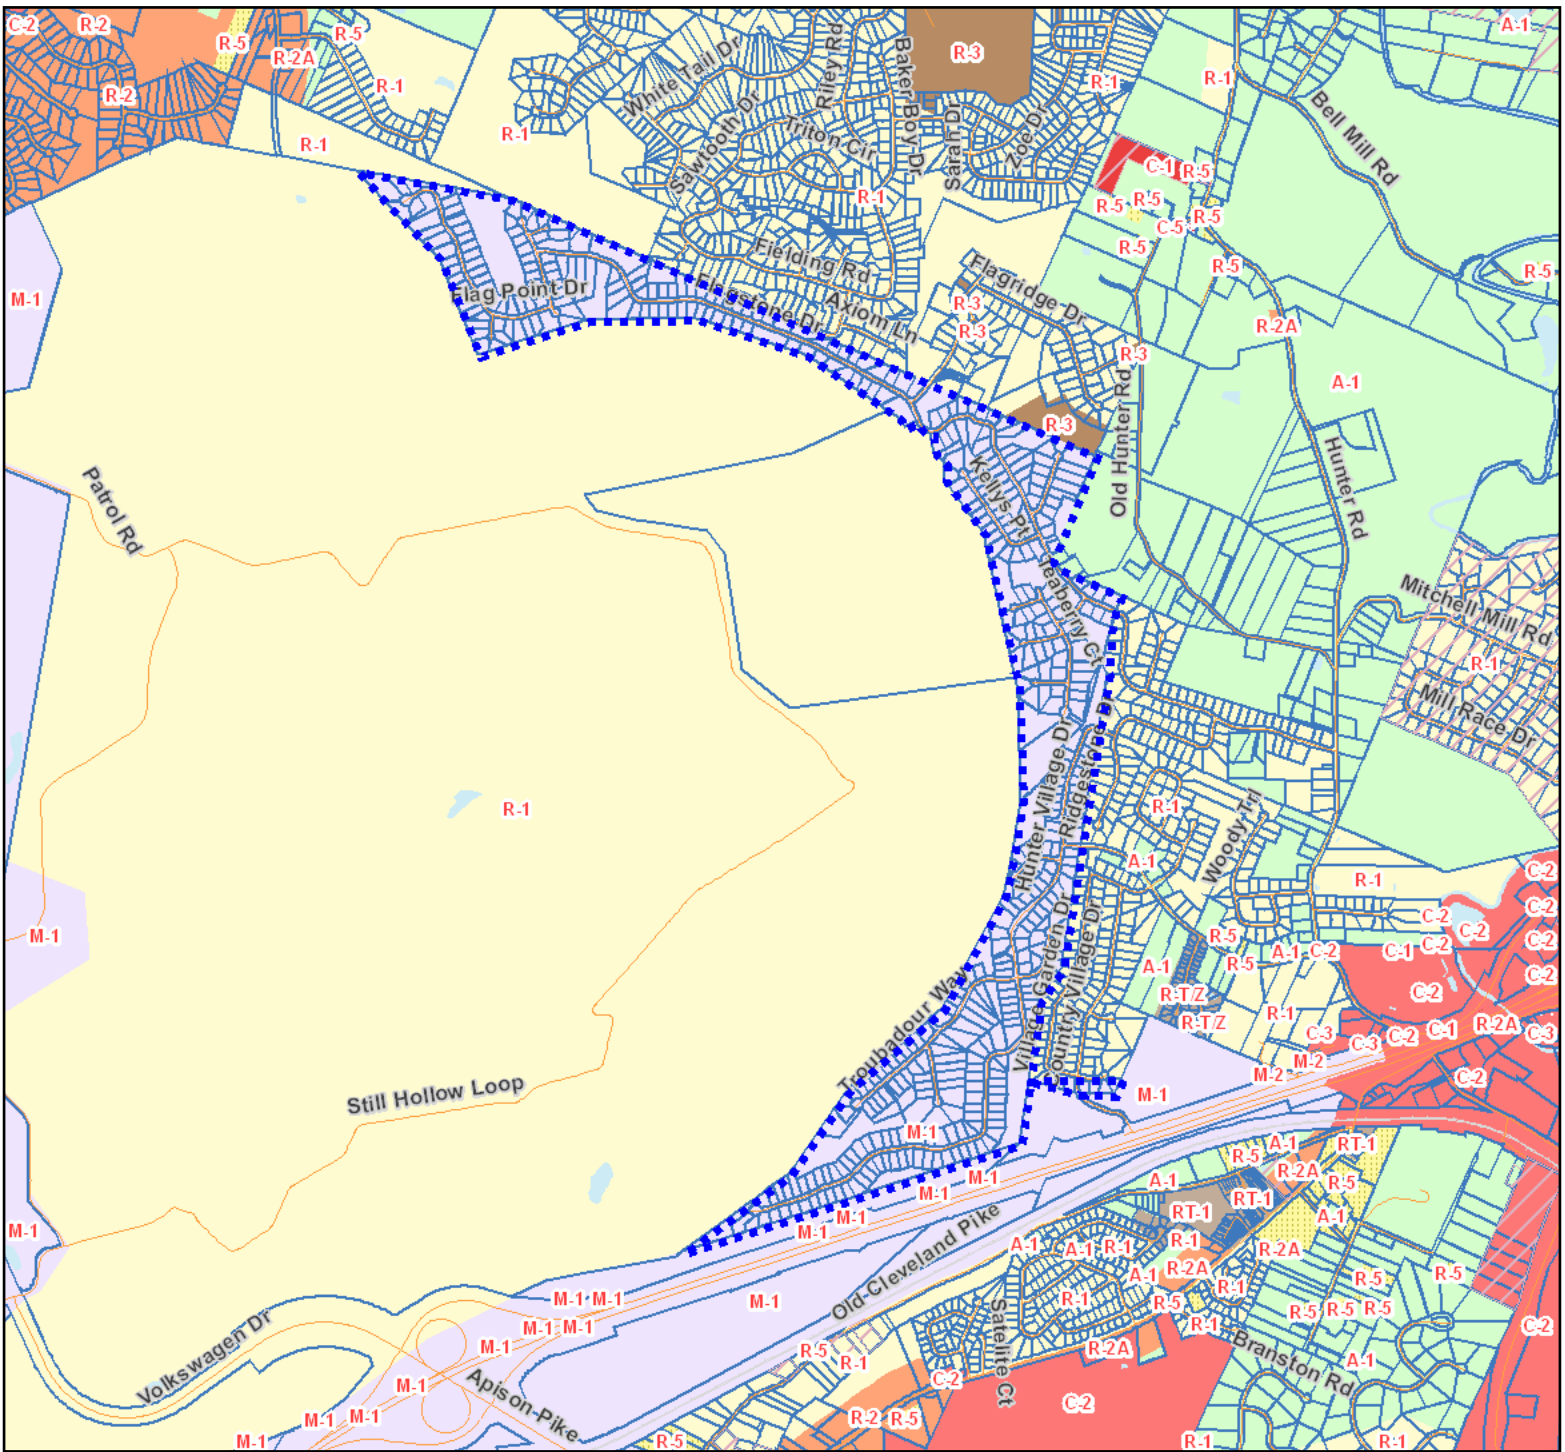 C-2
R-2
R-5
R-5
R-2A
R-1
R-2
R-1
R-1
White Tail Dr
Sawtooth Dr
Riley Rd
Triton Cir
Baker Boy Dr
R-3
Sarah Dr
Zoe Dr
R-1
R-1
R-1
A-1
Bell Mill Rd
C-1
R-5
R-5
R-5
R-5
C-5
R-5
R-5
R-5
Fielding Rd
Flag Point Dr
Flagstone Dr
Axiom Ln
Flagridge Dr
R-3
R-3
R-3
R-2A
A-1
M-1
R-3
Old Hunter Rd
Hunter Rd
Patrol Rd
Kellys Pt
Teaberry Ct
Mitchell Mill Rd
R-1
Mill Race Dr
R-1
Hunter Village Dr
Ridgestone Dr
R-1
Woody Trl
A-1
R-1
C-2
C-2
C-2
C-2
C-2
C-2
M-1
Village Garden Dr
Country Village Dr
R-5
R-5
A-1
C-2
C-1
C-2
A-1
R-T/Z
R-T/Z
R-1
C-2
C-3
C-3
C-2
C-1
R-2A
C-3
Troubadour Way
Still Hollow Loop
M-1
M-2
M-2
C-2
M-1
M-1
M-1
M-1
M-1
M-1
A-1
RT-1
R-5
R-2A
A-1
RT-1
R-5
RT-1
A-1
R-1
R-2A
Old Cleveland Pike
A-1
A-1
R-1
A-1
R-2A
R-1
R-5
R-1
R-1
R-5
R-5
R-5
R-5
R-5
C-2
M-1
M-1
M-1
M-1
M-1
M-1
M-1
M-1
M-1
M-1
M-1
Volkswagen Dr
Apison Pike
R-5
R-1
Satelite Ct
R-2A
C-2
C-2
R-2
R-5
R-5
Branston Rd
A-1
R-1
R-1